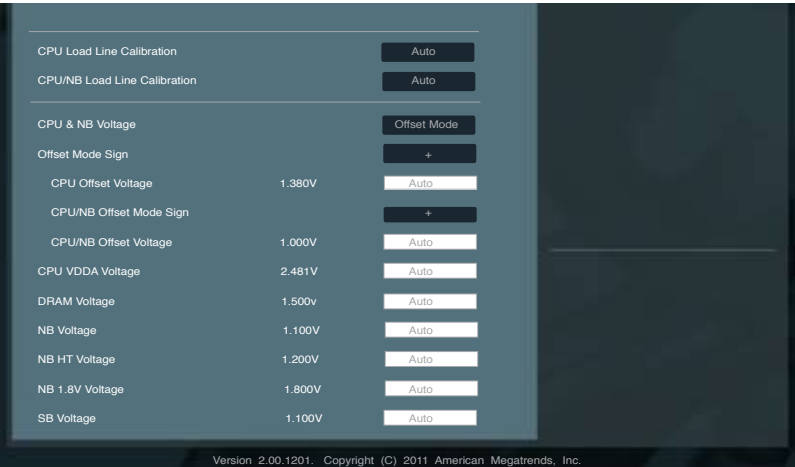 CPU Load Line Calibration Auto
CPU/NB Load Line Calibration Auto
CPU & NB Voltage Offset Mode
Offset Mode Sign +
CPU Offset Voltage 1.380V Auto
CPU/NB Offset Mode Sign +
CPU/NB Offset Voltage 1.000V Auto
CPU VDDA Voltage 2.481V Auto
DRAM Voltage 1.500v Auto
NB Voltage 1.100V Auto
NB HT Voltage 1.200V Auto
NB 1.8V Voltage 1.800V Auto
SB Voltage 1.100V Auto
Version 2.00.1201. Copyright (C) 2011 American Megatrends, Inc.